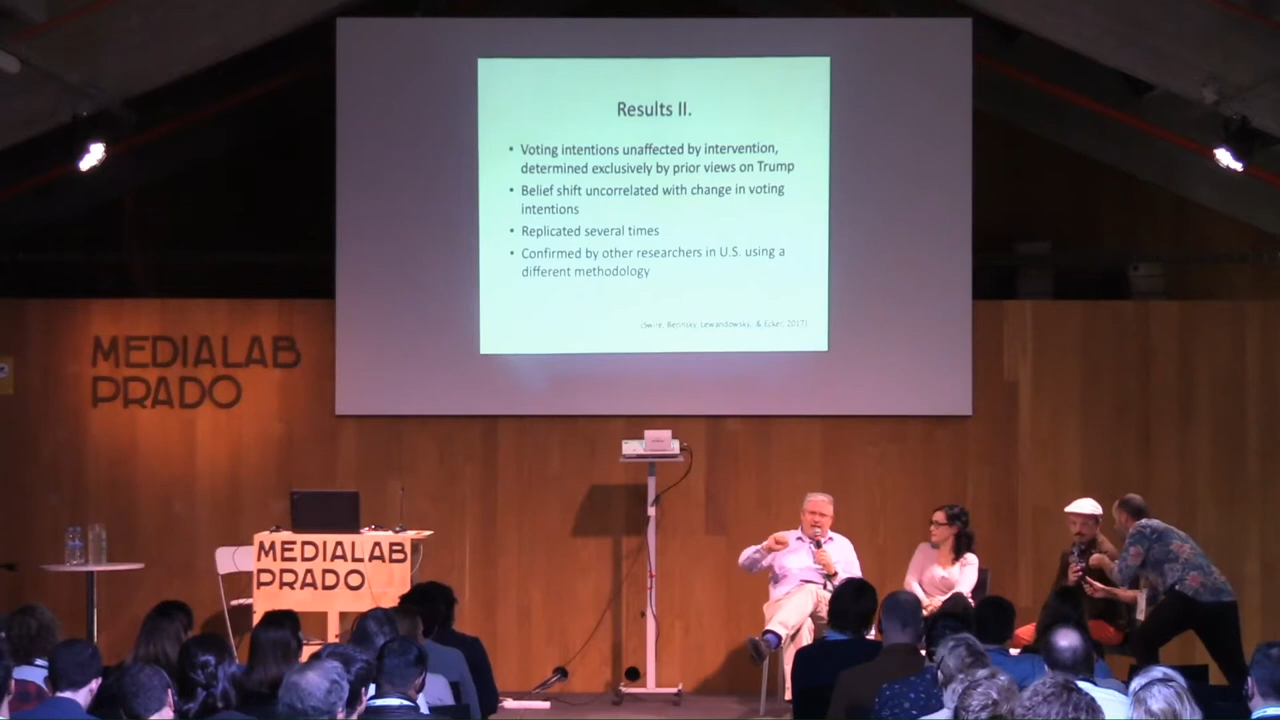 Results II.
• Voting intentions unaffected by intervention,
determined exclusively by prior views on Trump
• Belief shift uncorrelated with change in voting
intentions
• Replicated several times
• Confirmed by other researchers in U.S. using a
different methodology
(Swire, Berinsky, Lewandowsky, & Ecker, 2017)
MEDIALAB
PRADO
MEDIALAB
PRADO